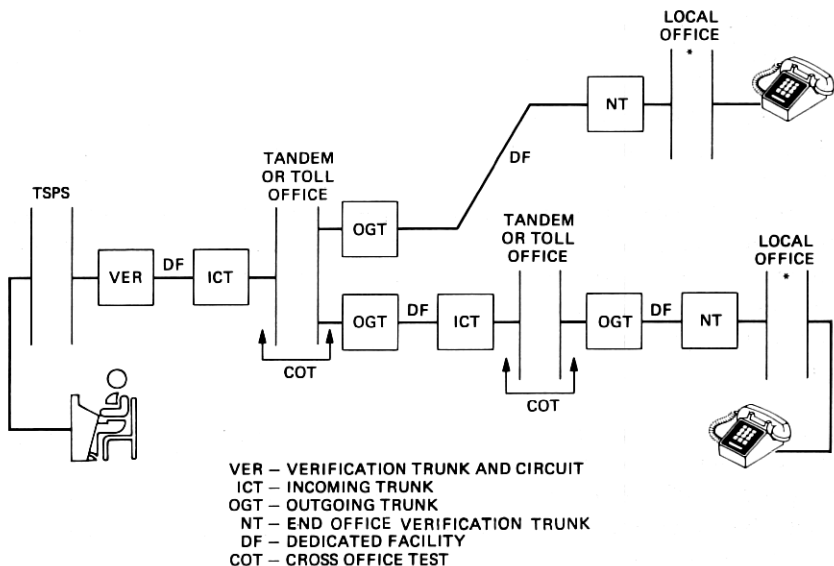 LOCAL
OFFICE
*
NT
DF
TANDEM
OR TOLL
OFFICE
OGT
TSPS
VER
DF
ICT
TANDEM
OR TOLL
OFFICE
LOCAL
OFFICE
*
OGT
DF
ICT
OGT
DF
NT
COT
COT
VER – VERIFICATION TRUNK AND CIRCUIT
ICT – INCOMING TRUNK
OGT – OUTGOING TRUNK
NT – END OFFICE VERIFICATION TRUNK
DF – DEDICATED FACILITY
COT – CROSS OFFICE TEST